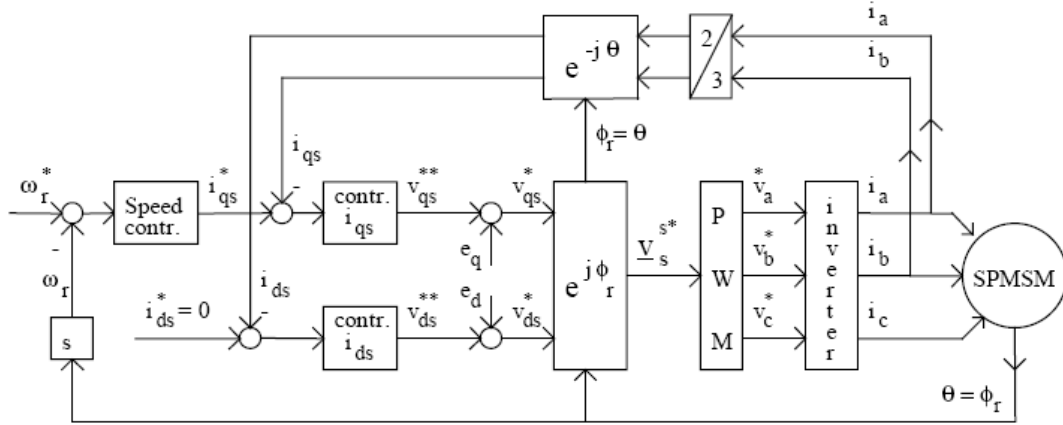 i_a
2/3
i_b
e^{-jθ}
ϕ_r = θ
i_qs
ω_r^*
-
Speed contr.
i_qs^*
-
contr. i_qs
v_qs^{**}
v_qs^*
e_q
e_d
e^{jϕ_r}
V_s^{s*}
P W M
v_a^*
v_b^*
v_c^*
inverter
i_a
i_b
i_c
SPMSM
ω_r
s
i_ds^* = 0
i_ds
-
contr. i_ds
v_ds^{**}
v_ds^*
θ = ϕ_r